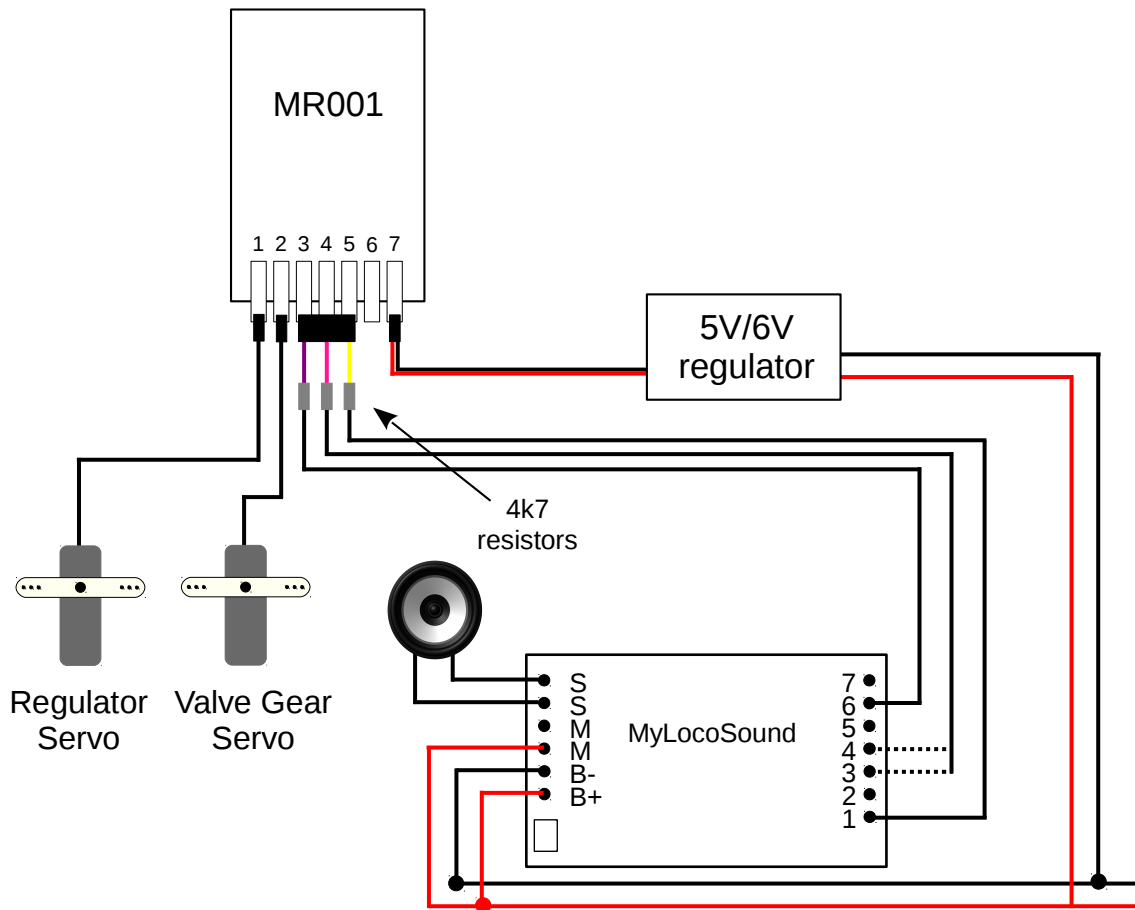 MR001
1 2 3 4 5 6 7
5V/6V
regulator
4k7
resistors
Regulator
Servo
Valve Gear
Servo
S
S
M
M
B-
B+
MyLocoSound
7
6
5
4
3
2
1